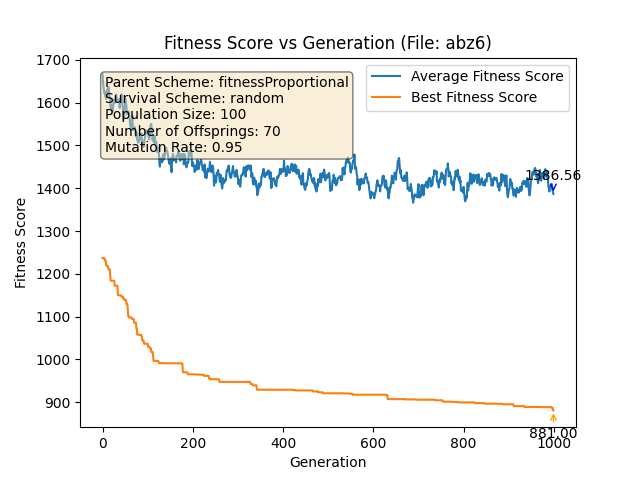 Fitness Score vs Generation (File: abz6)
Parent Scheme: fitnessProportional
Survival Scheme: random
Population Size: 100
Number of Offsprings: 70
Mutation Rate: 0.95
Average Fitness Score
Best Fitness Score
1700
1600
1500
1400
1300
1200
1100
1000
900
Fitness Score
1386.56
881.00
0
200
400
600
800
1000
Generation